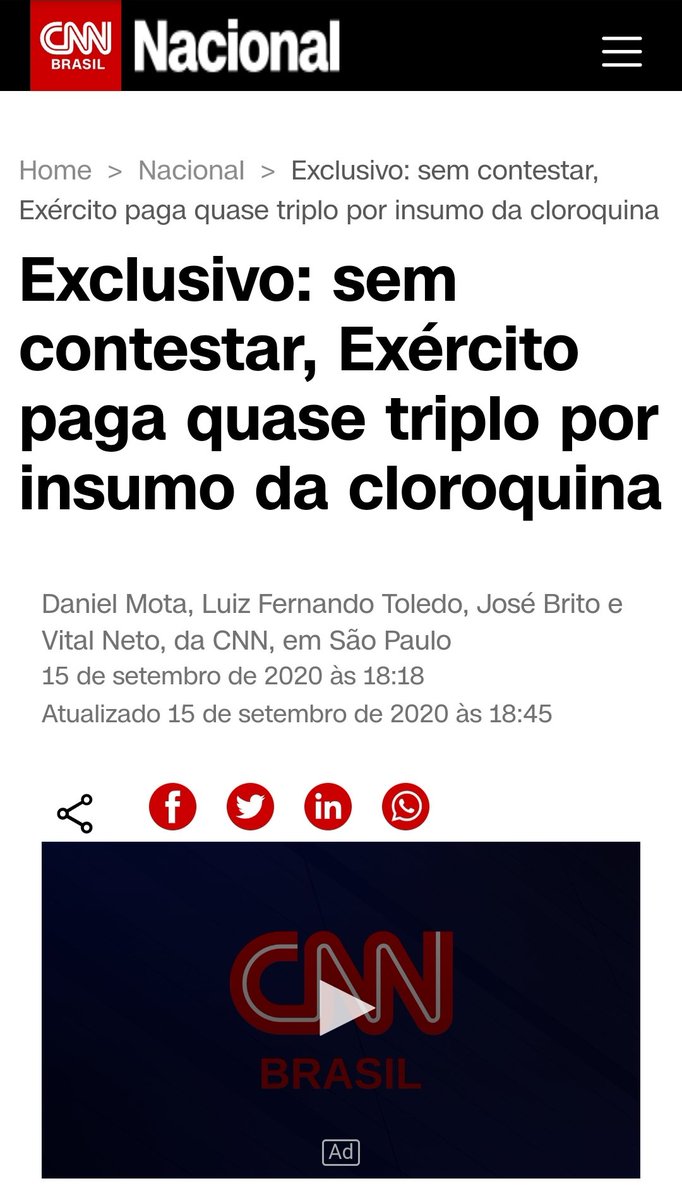 CNN BRASIL Nacional
Home > Nacional > Exclusivo: sem contestar,
Exército paga quase triplo por insumo da cloroquina
Exclusivo: sem
contestar, Exército
paga quase triplo por
insumo da cloroquina
Daniel Mota, Luiz Fernando Toledo, José Brito e
Vital Neto, da CNN, em São Paulo
15 de setembro de 2020 às 18:18
Atualizado 15 de setembro de 2020 às 18:45
CNN
BRASIL
Ad